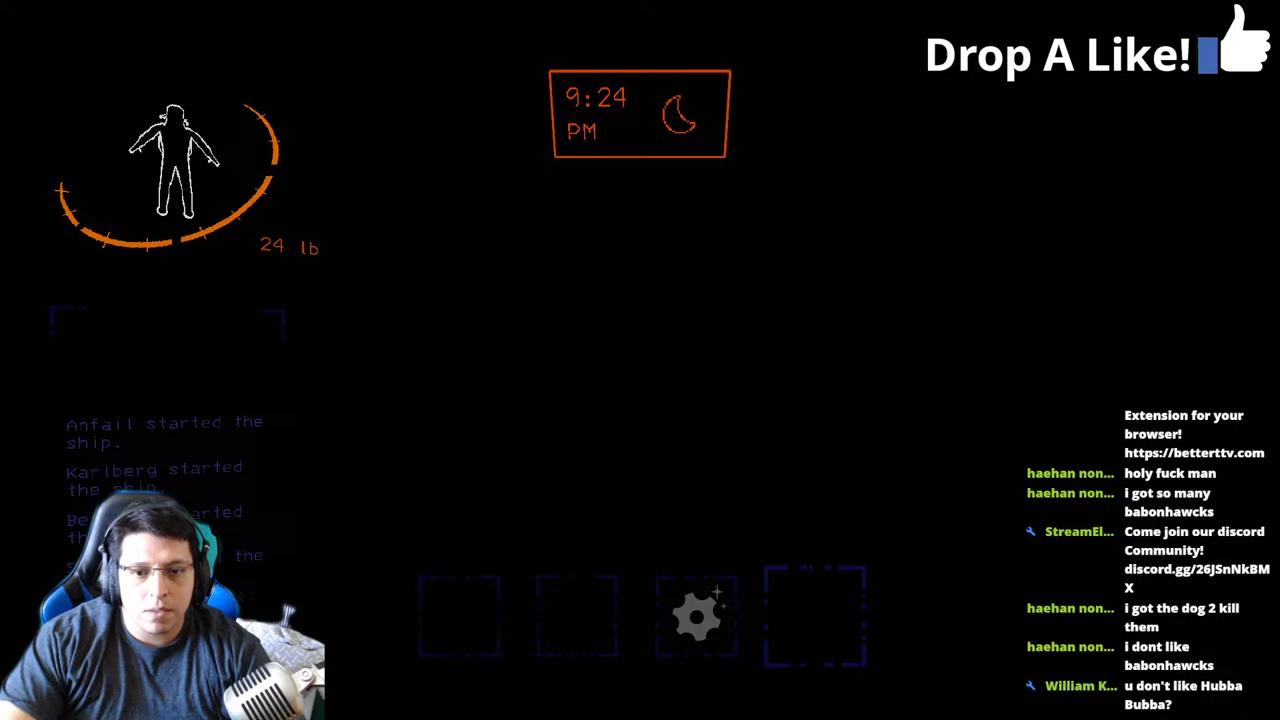 Drop A Like!
9:24
PM
24 lb
Anfail started the
ship.
Karlberg started
the ship.
the
Extension for your
browser!
https://betterttv.com
haehan non... holy fuck man
haehan non... i got so many
babonhawcks
StreamEl... Come join our discord
Community!
discord.gg/26JSnNkBM
X
haehan non... i got the dog 2 kill
them
haehan non... i dont like
babonhawcks
William K... u don't like Hubba
Bubba?